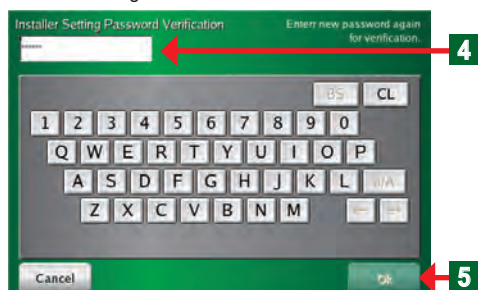 Installer Setting Password Verification
Enterr new password again
for verification.
4
BS CL
1 2 3 4 5 6 7 8 9 0
Q W E R T Y U I O P
A S D F G H J K L a/A
Z X C V B N M ← →
Cancel
Ok
5